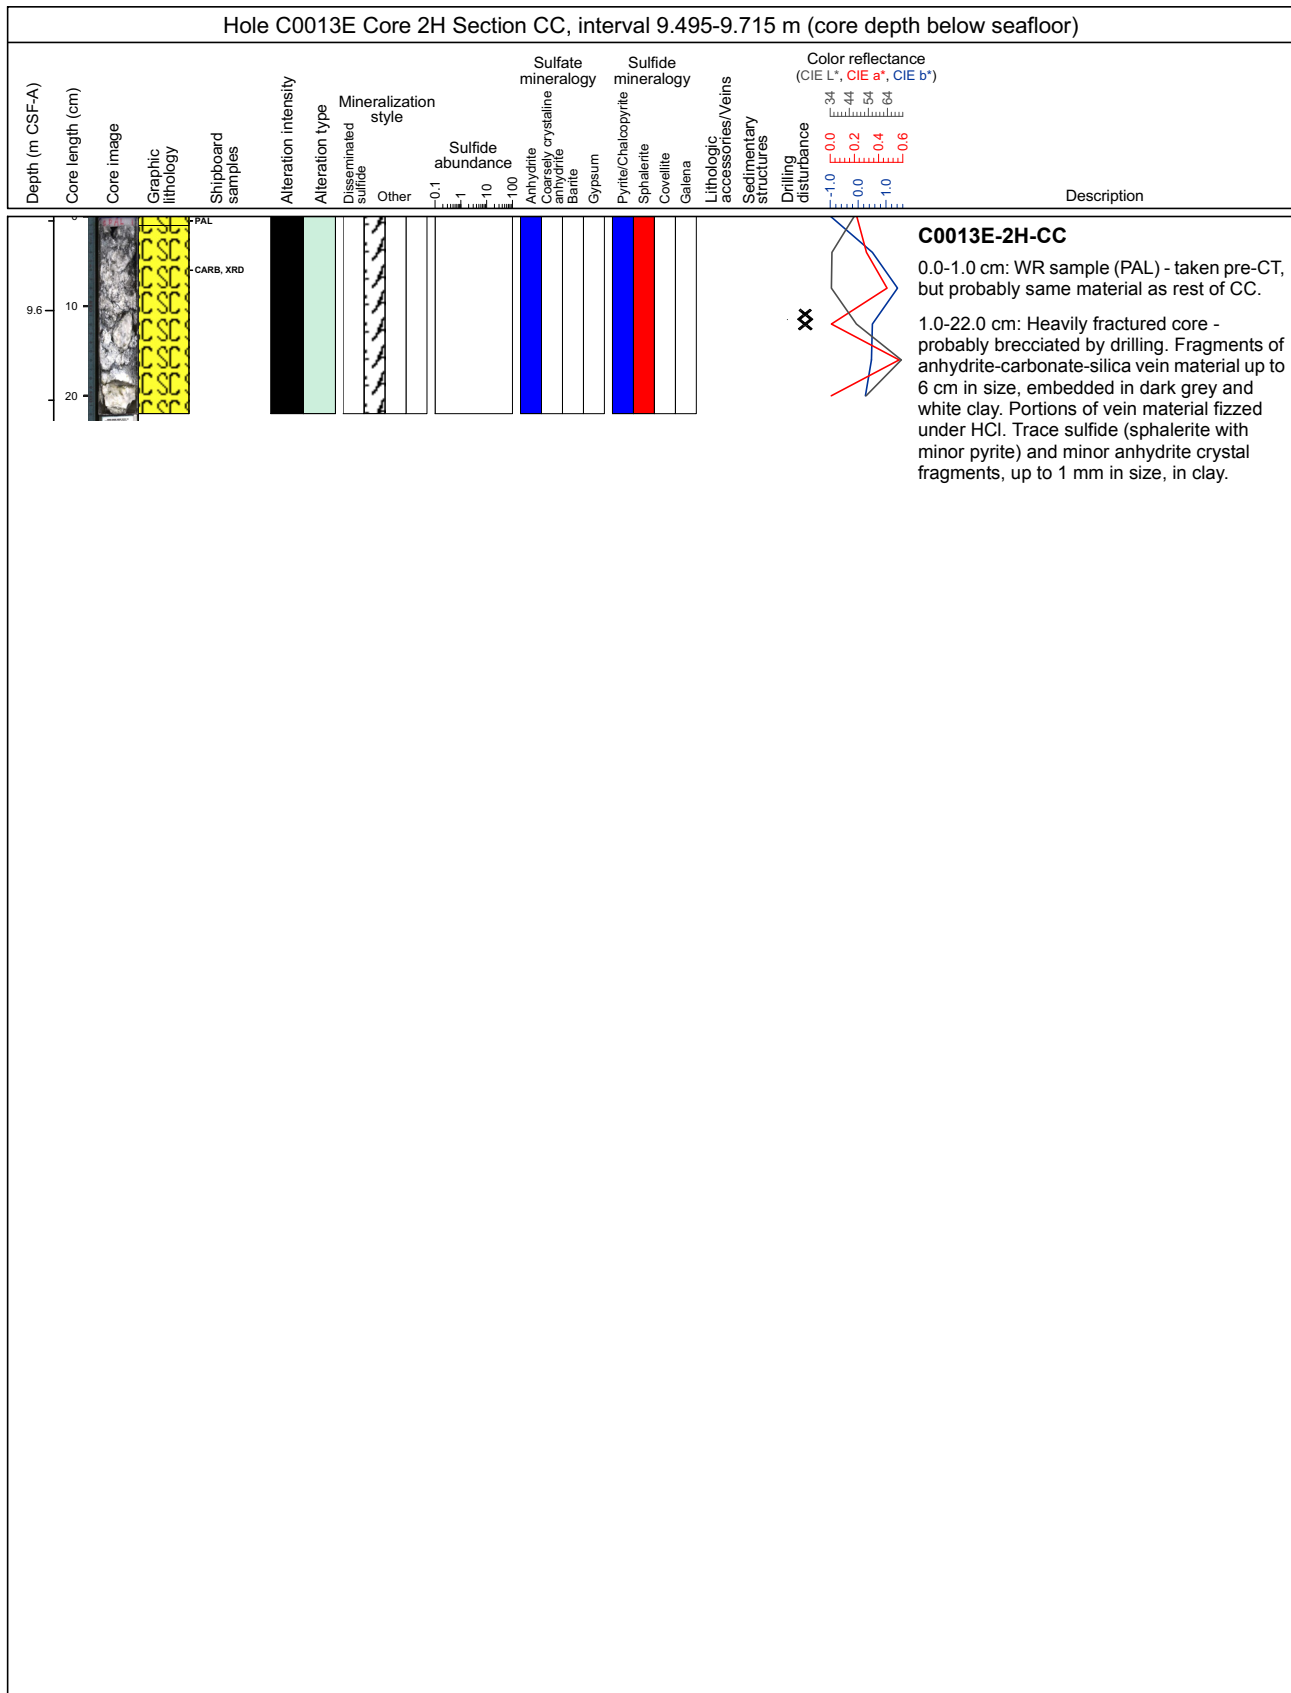 Hole C0013E Core 2H Section CC, interval 9.495-9.715 m (core depth below seafloor)
Depth (m CSF-A)
Core length (cm)
Core image
Graphic
lithology
Shipboard
samples
Alteration intensity
Alteration type
Mineralization
style
Disseminated
sulfide
Other
Sulfide
abundance
0.1
1
10
100
Sulfate
mineralogy
Anhydrite
Coarsely crystaline
anhydrite
Barite
Gypsum
Sulfide
mineralogy
Pyrite/Chalcopyrite
Sphalerite
Covellite
Galena
Lithologic
accessories/Veins
Sedimentary
structures
Drilling
disturbance
Color reflectance
(CIE L*, CIE a*, CIE b*)
34 44 54 64
0.0 0.2 0.4 0.6
-1.0 0.0 1.0
Description
0
PAL
CARB, XRD
9.6
10
20
C0013E-2H-CC
0.0-1.0 cm: WR sample (PAL) - taken pre-CT,
but probably same material as rest of CC.
1.0-22.0 cm: Heavily fractured core -
probably brecciated by drilling. Fragments of
anhydrite-carbonate-silica vein material up to
6 cm in size, embedded in dark grey and
white clay. Portions of vein material fizzed
under HCl. Trace sulfide (sphalerite with
minor pyrite) and minor anhydrite crystal
fragments, up to 1 mm in size, in clay.